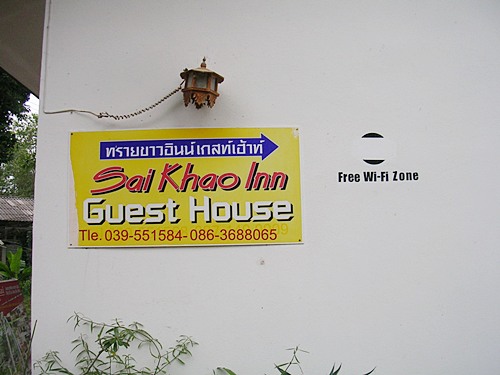 ทรายขาวอินน์เกสท์เฮ้าท์
Sai Khao Inn
Guest House
Tle. 039-551584- 086-3688065
Free Wi-Fi Zone